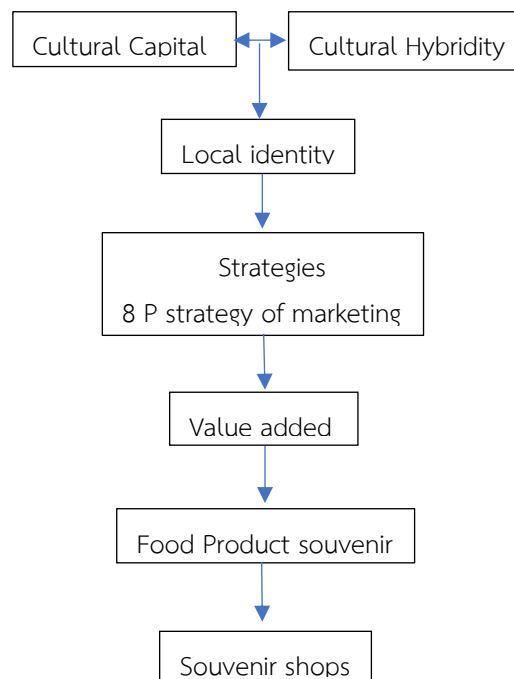 Cultural Capital
Cultural Hybridity
Local identity
Strategies
8 P strategy of marketing
Value added
Food Product souvenir
Souvenir shops